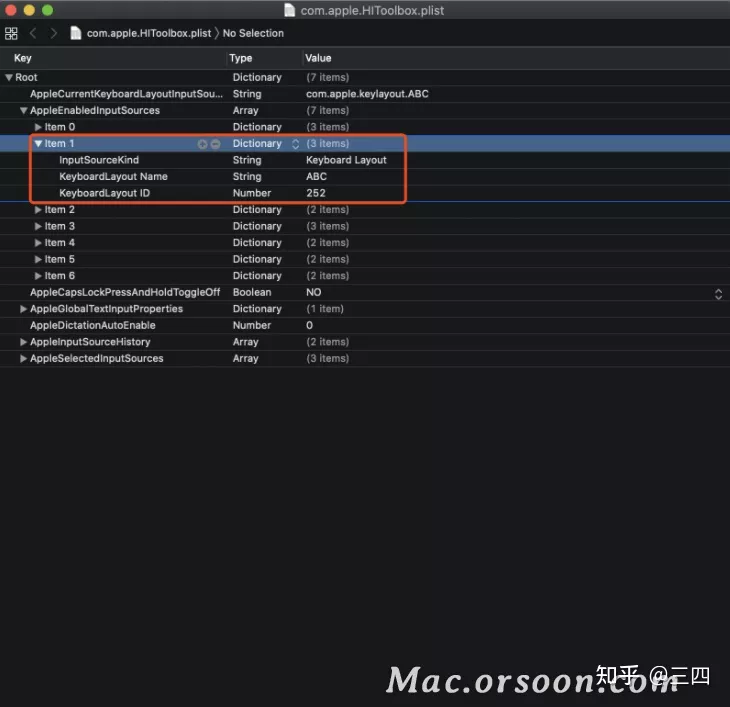 com.apple.HIToolbox.plist
com.apple.HIToolbox.plist 〉 No Selection
Key Type Value
Root Dictionary (7 items)
AppleCurrentKeyboardLayoutInputSou... String com.apple.keylayout.ABC
AppleEnabledInputSources Array (7 items)
Item 0 Dictionary (3 items)
Item 1 Dictionary (3 items)
InputSourceKind String Keyboard Layout
KeyboardLayout Name String ABC
KeyboardLayout ID Number 252
Item 2 Dictionary (2 items)
Item 3 Dictionary (2 items)
Item 4 Dictionary (2 items)
Item 5 Dictionary (2 items)
Item 6 Dictionary (2 items)
AppleCapsLockPressAndHoldToggleOff Boolean NO
AppleGlobalTextInputProperties Dictionary (1 item)
AppleDictationAutoEnable Number 0
AppleInputSourceHistory Array (2 items)
AppleSelectedInputSources Array (3 items)
Mac.orsoon.com
知乎 @三四